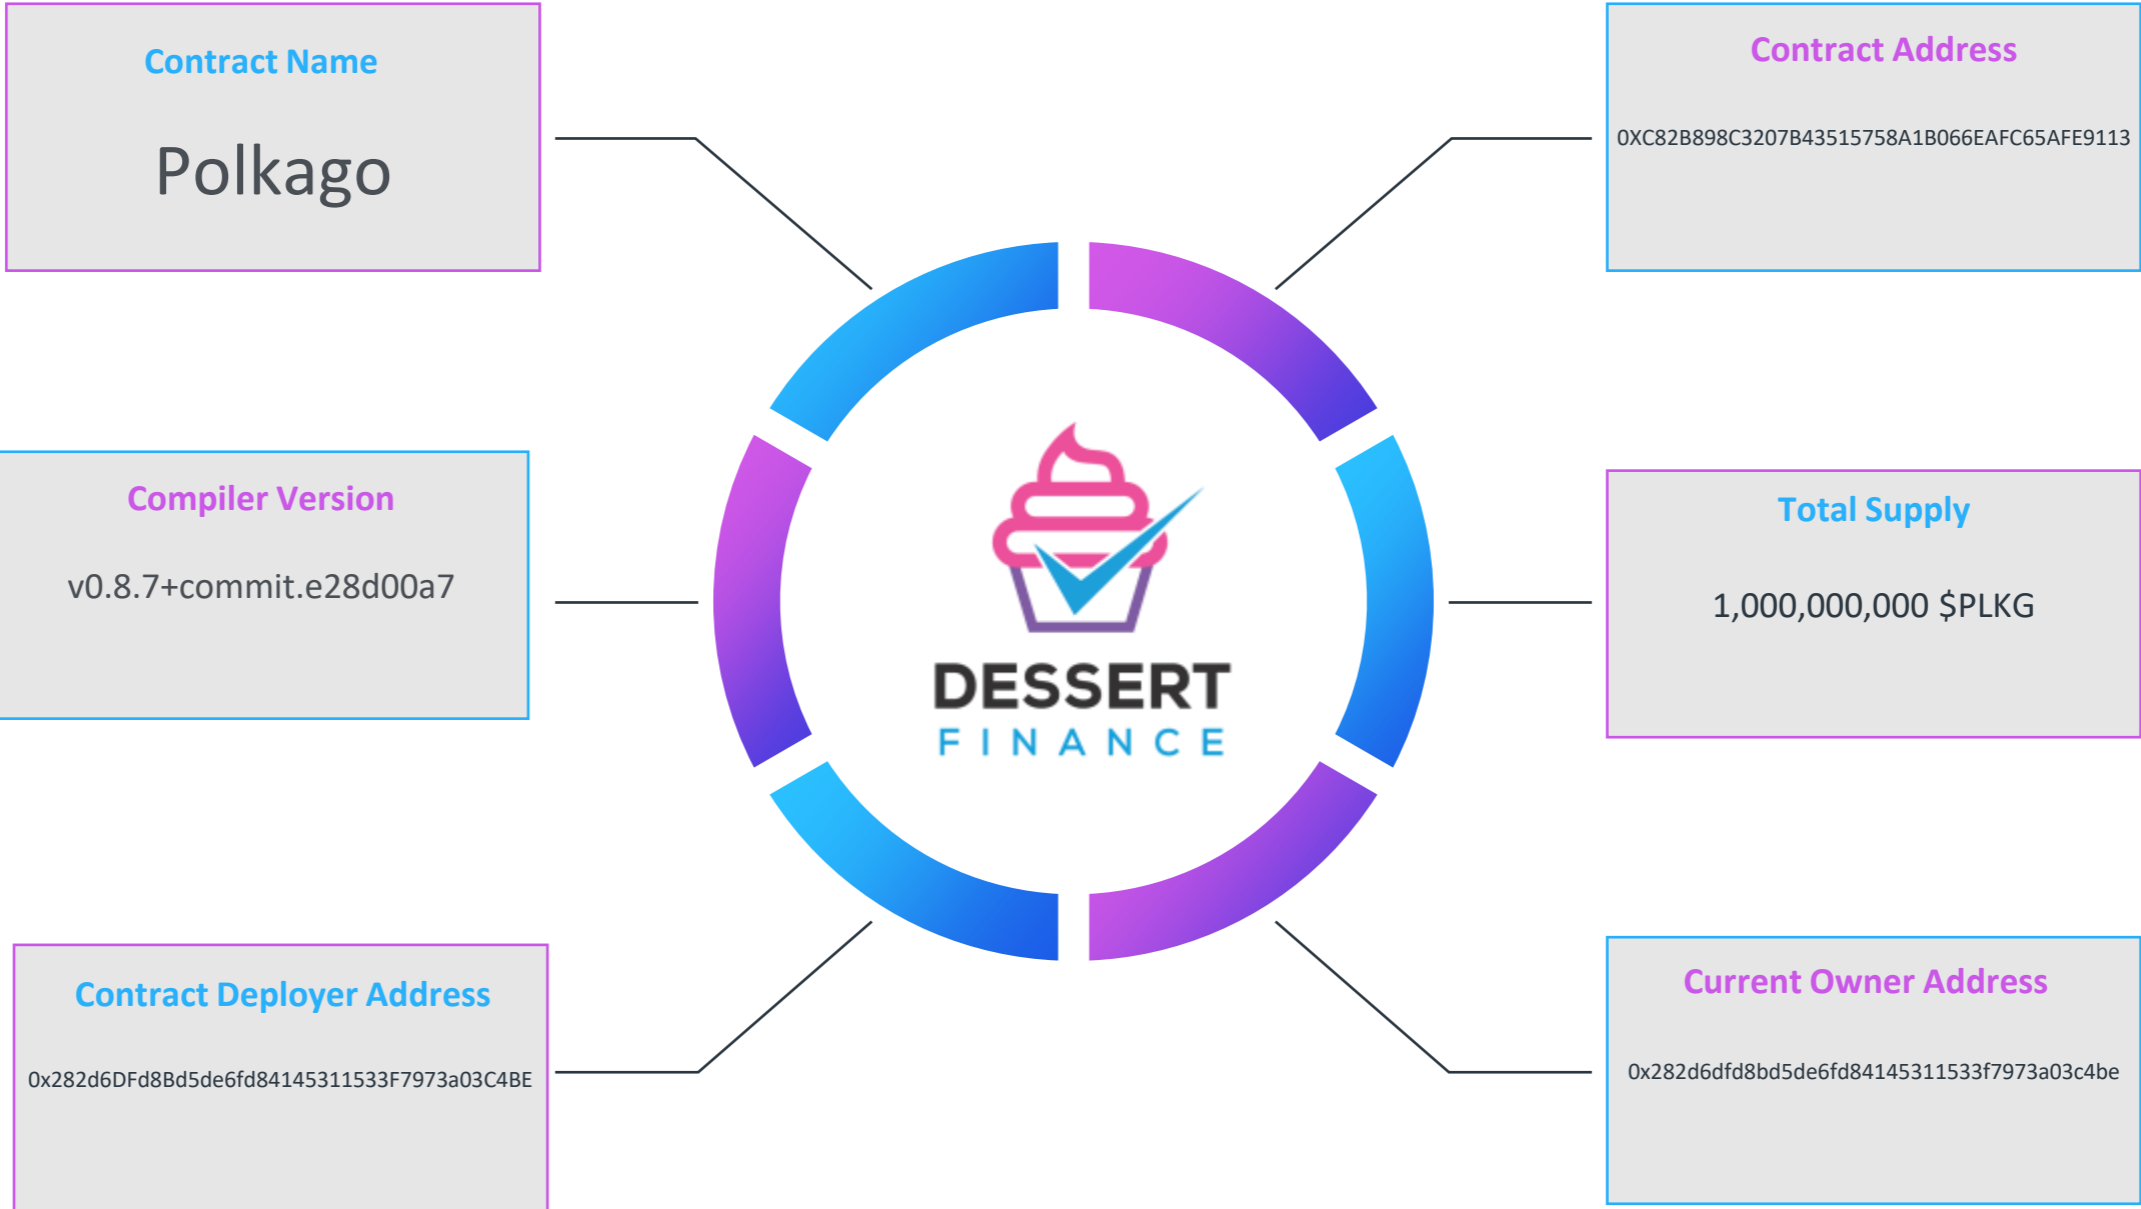 Contract Name
Polkago
Contract Address
0XC82B898C3207B43515758A1B066EAFC65AFE9113
Compiler Version
v0.8.7+commit.e28d00a7
DESSERT
FINANCE
Total Supply
1,000,000,000 $PLKG
Contract Deployer Address
0x282d6DFd8Bd5de6fd84145311533F7973a03C4BE
Current Owner Address
0x282d6dfd8bd5de6fd84145311533f7973a03c4be